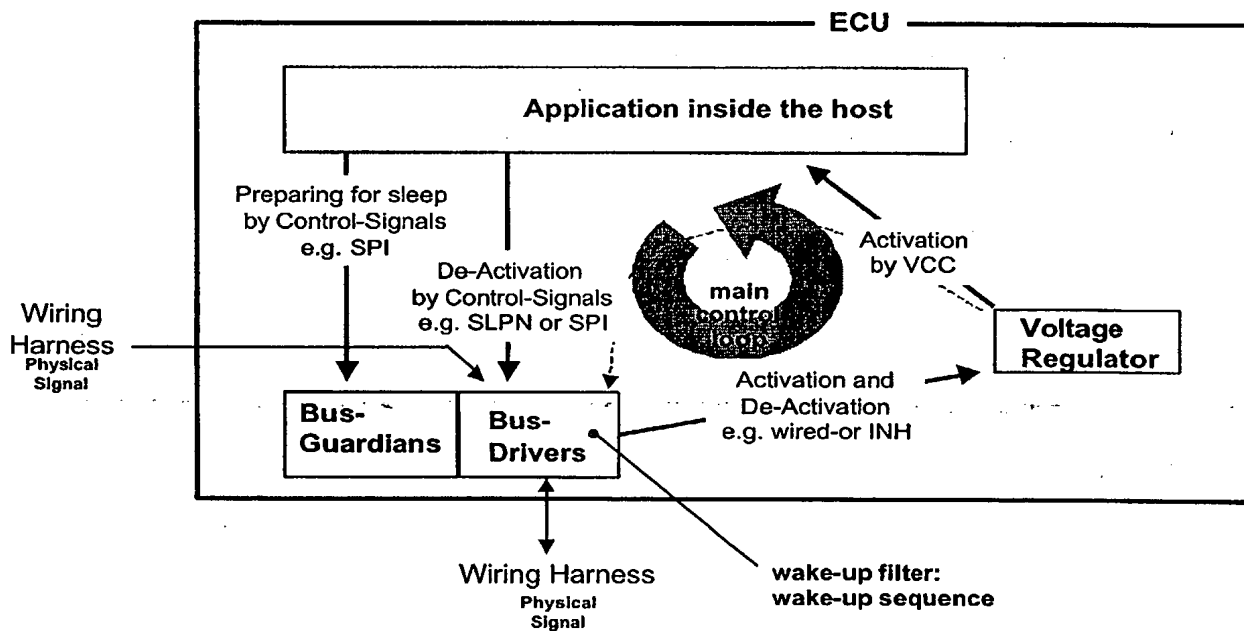 ECU
Application inside the host
Preparing for sleep
by Control-Signals
e.g. SPI
De-Activation
by Control-Signals
e.g. SLPN or SPI
main
control
loop
Activation
by VCC
Wiring
Harness
Physical
Signal
Voltage
Regulator
Activation and
De-Activation
e.g. wired-or INH
Bus-
Guardians
Bus-
Drivers
Wiring Harness
Physical
Signal
wake-up filter:
wake-up sequence